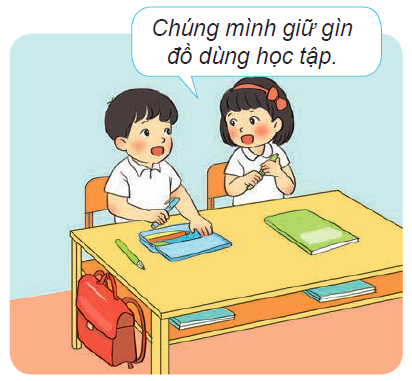 Chúng mình giữ gìn
đồ dùng học tập.